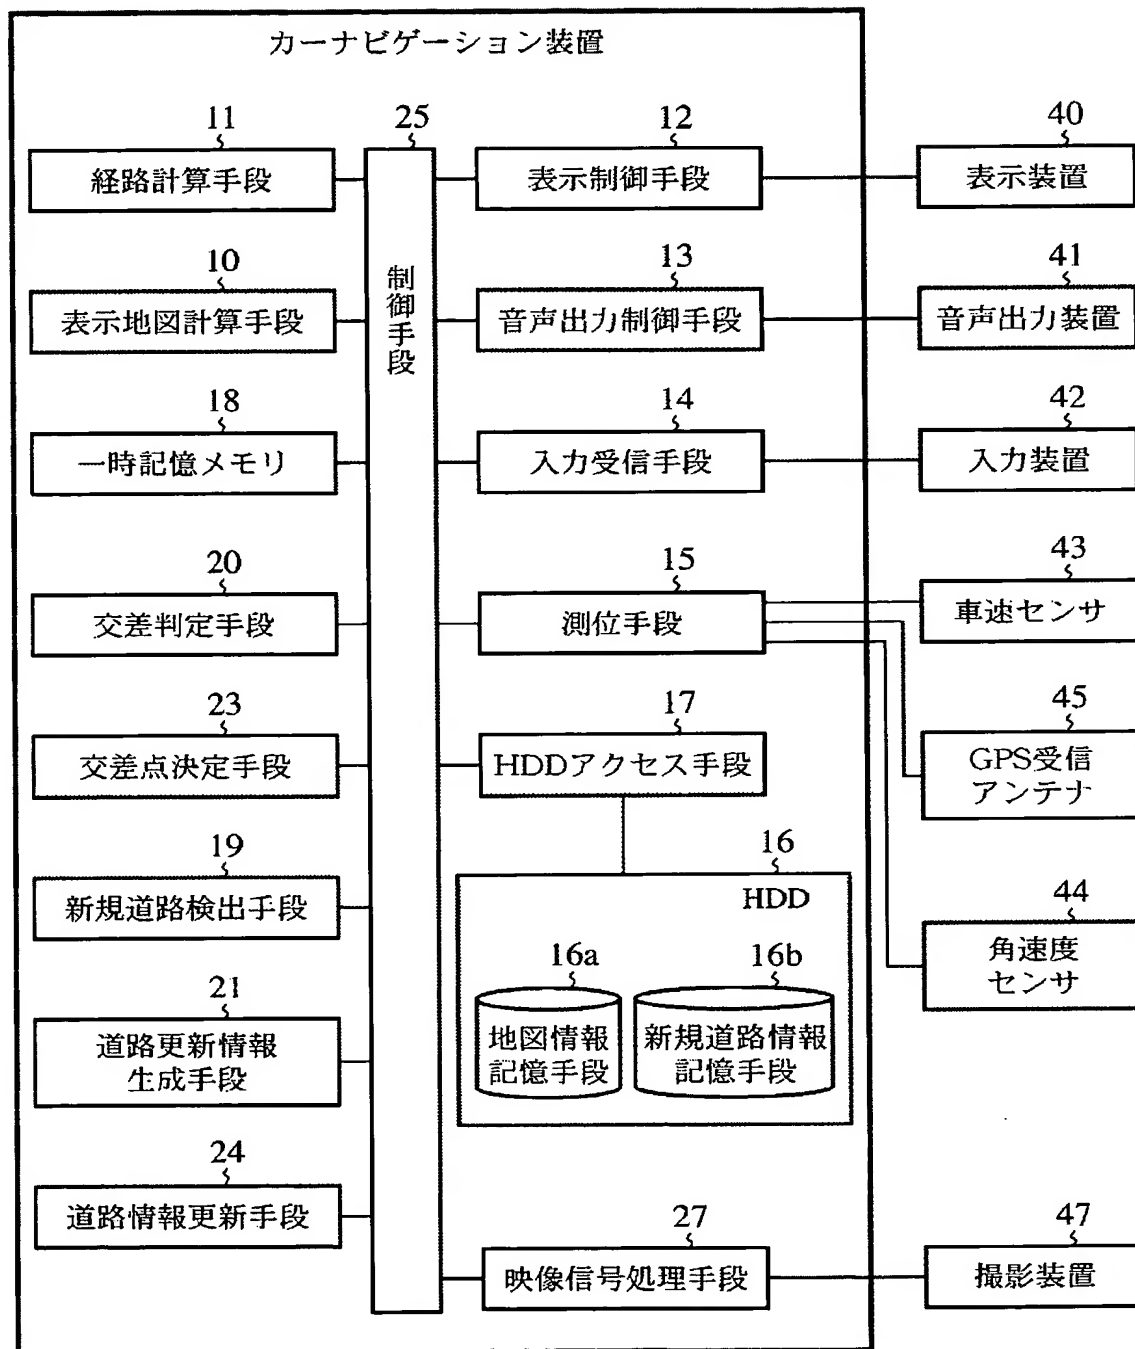 カーナビゲーション装置
11
経路計算手段
25
制御手段
12
表示制御手段
40
表示装置
10
表示地図計算手段
13
音声出力制御手段
41
音声出力装置
18
一時記憶メモリ
14
入力受信手段
42
入力装置
20
交差判定手段
15
測位手段
43
車速センサ
23
交差点決定手段
17
HDDアクセス手段
45
GPS受信
アンテナ
19
新規道路検出手段
16
HDD
16a
地図情報
記憶手段
16b
新規道路情報
記憶手段
44
角速度
センサ
21
道路更新情報
生成手段
24
道路情報更新手段
27
映像信号処理手段
47
撮影装置